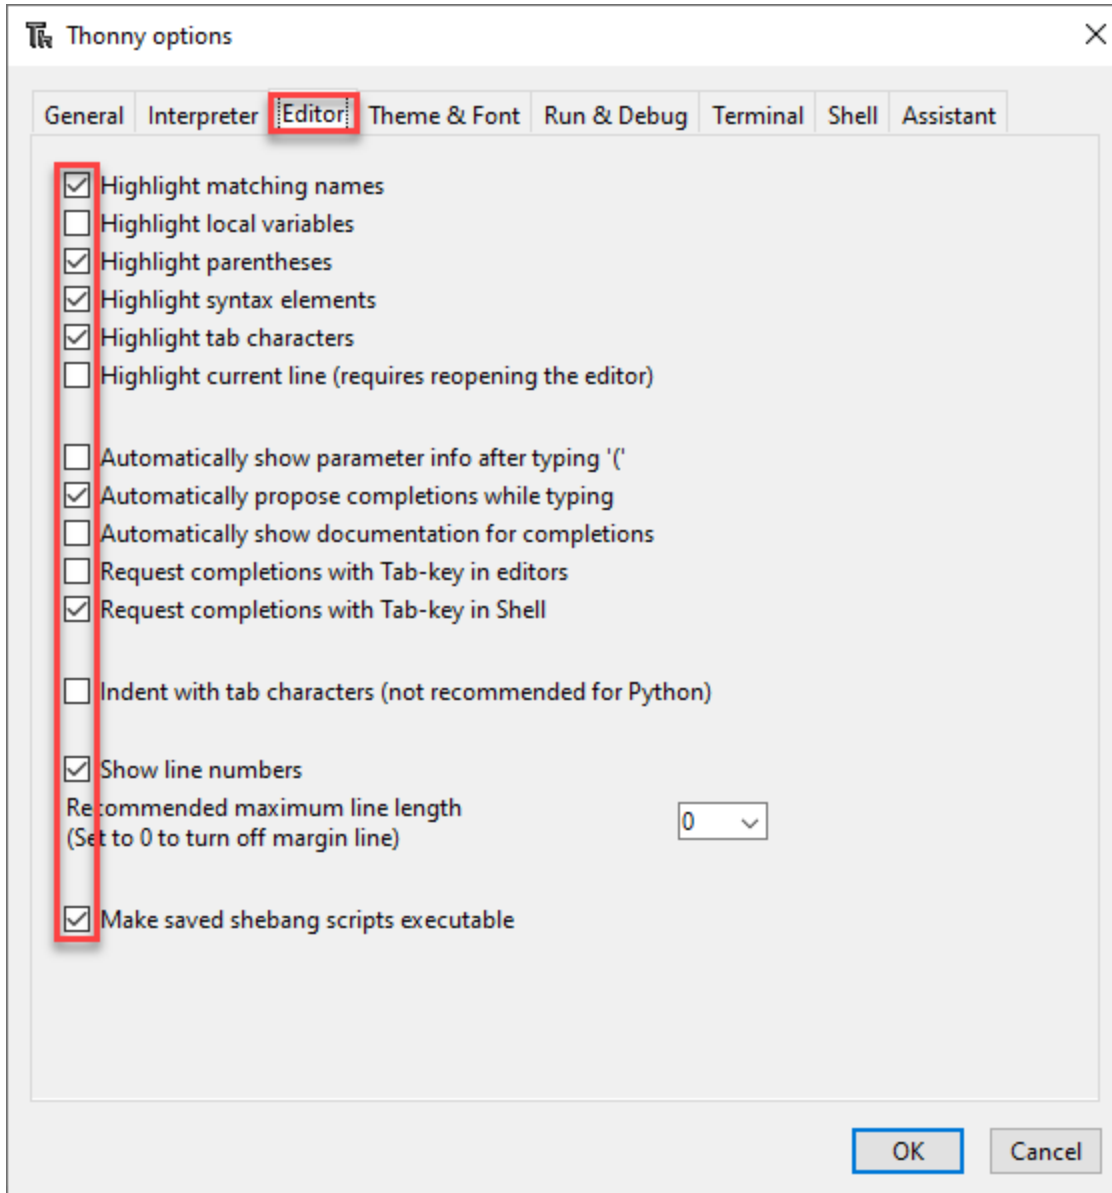 Thonny options
General Interpreter Editor Theme & Font Run & Debug Terminal Shell Assistant
Highlight matching names
Highlight local variables
Highlight parentheses
Highlight syntax elements
Highlight tab characters
Highlight current line (requires reopening the editor)
Automatically show parameter info after typing '('
Automatically propose completions while typing
Automatically show documentation for completions
Request completions with Tab-key in editors
Request completions with Tab-key in Shell
Indent with tab characters (not recommended for Python)
Show line numbers
Recommended maximum line length
(Set to 0 to turn off margin line)
0
Make saved shebang scripts executable
OK Cancel